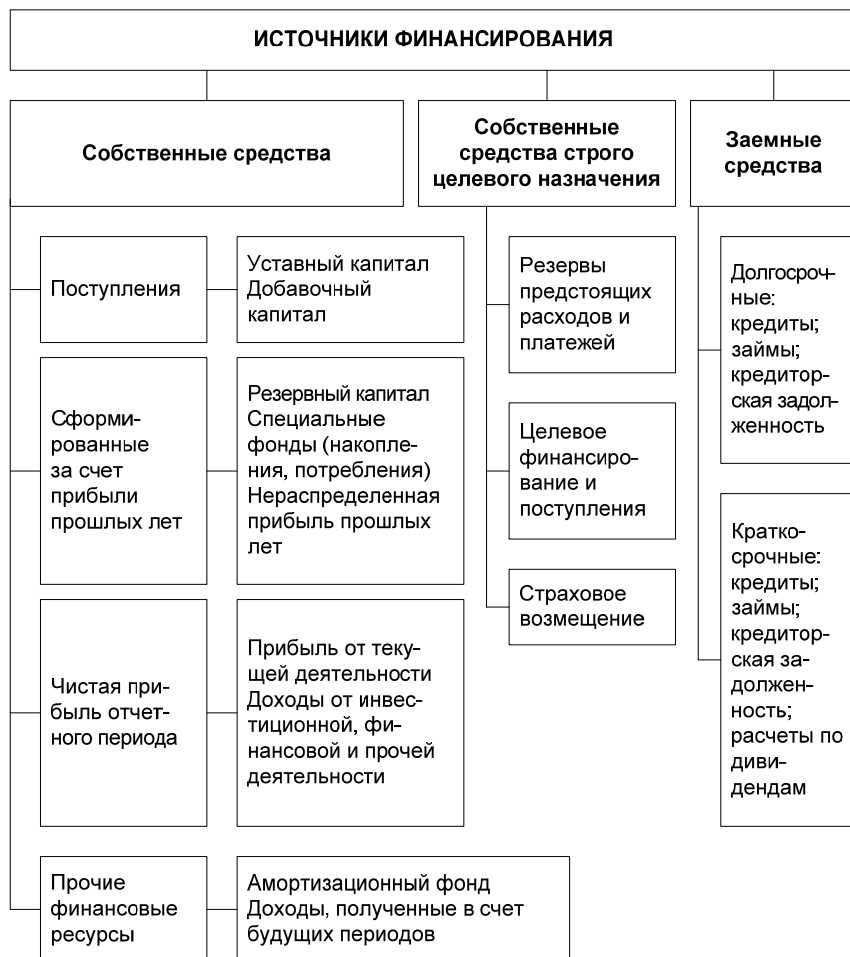 ИСТОЧНИКИ ФИНАНСИРОВАНИЯ
Собственные средства
Собственные
средства строго
целевого назначения
Заемные
средства
Поступления
Уставный капитал
Добавочный
капитал
Сформи-
рованные
за счет
прибыли
прошлых лет
Резервный капитал
Специальные
фонды (накопле-
ния, потребления)
Нераспределенная
прибыль прошлых
лет
Чистая при-
быль отчет-
ного периода
Прибыль от теку-
щей деятельности
Доходы от инвес-
тиционной, фи-
нансовой и прочей
деятельности
Прочие
финансовые
ресурсы
Амортизационный фонд
Доходы, полученные в счет
будущих периодов
Резервы
предстоящих
расходов и
платежей
Целевое
финансиро-
вание и
поступления
Страховое
возмещение
Долгосроч-
ные:
кредиты;
займы;
кредитор-
ская задол-
женность
Кратко-
срочные:
кредиты;
займы;
кредитор-
ская за-
должен-
ность;
расчеты по
диви-
дендам